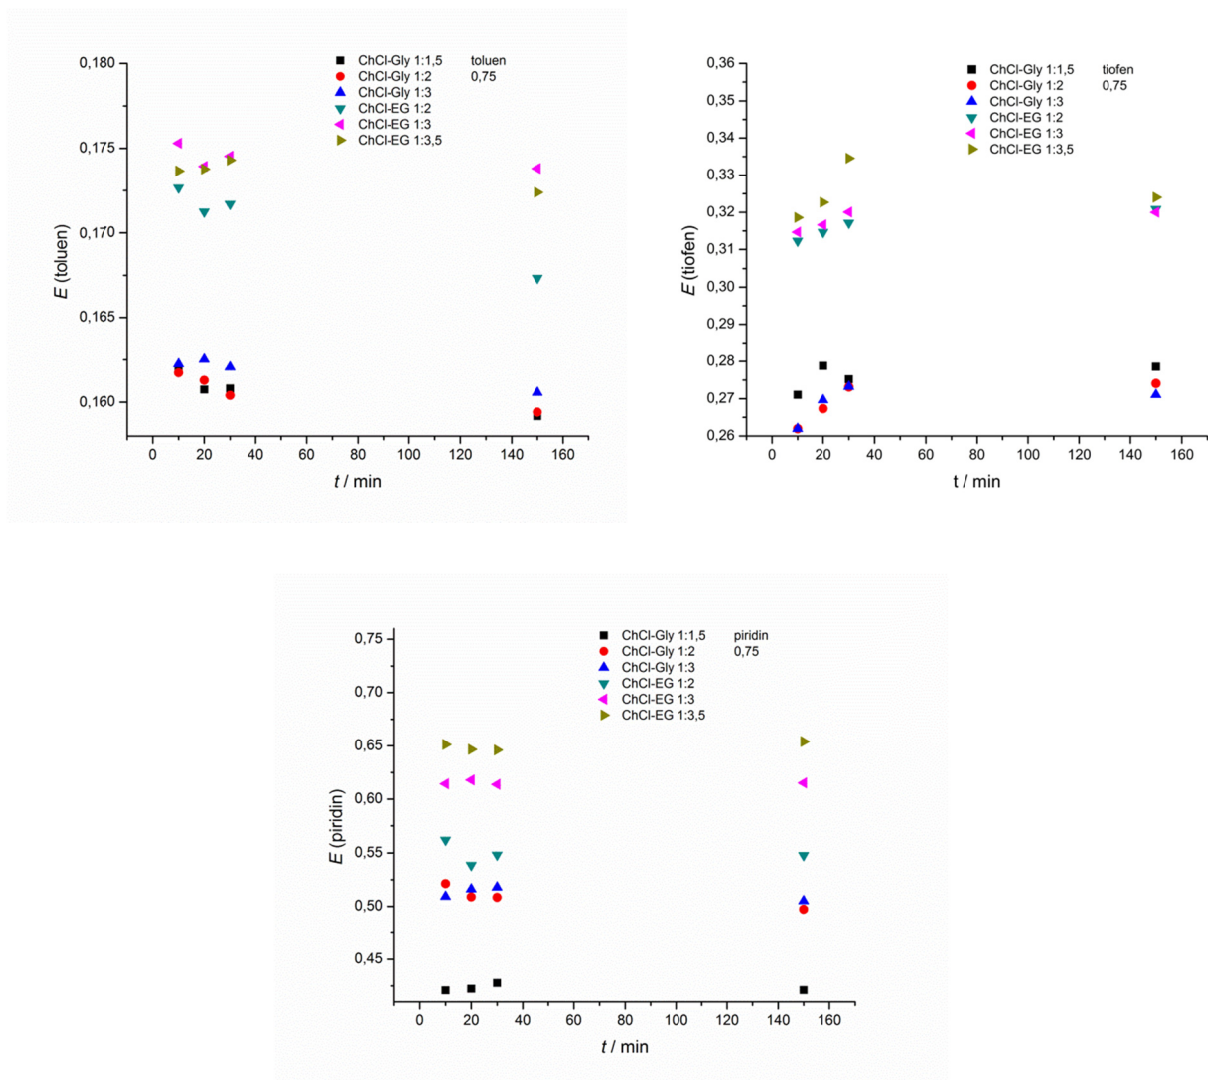 ChCl-Gly 1:1,5 toluen
ChCl-Gly 1:2 0,75
ChCl-Gly 1:3
ChCl-EG 1:2
ChCl-EG 1:3
ChCl-EG 1:3,5
0,180
0,175
0,170
0,165
0,160
E (toluen)
0 20 40 60 80 100 120 140 160
t / min
ChCl-Gly 1:1,5 tiofen
ChCl-Gly 1:2 0,75
ChCl-Gly 1:3
ChCl-EG 1:2
ChCl-EG 1:3
ChCl-EG 1:3,5
0,36
0,35
0,34
0,33
0,32
0,31
0,30
0,29
0,28
0,27
0,26
E (tiofen)
0 20 40 60 80 100 120 140 160
t / min
ChCl-Gly 1:1,5 piridin
ChCl-Gly 1:2 0,75
ChCl-Gly 1:3
ChCl-EG 1:2
ChCl-EG 1:3
ChCl-EG 1:3,5
0,75
0,70
0,65
0,60
0,55
0,50
0,45
E (piridin)
0 20 40 60 80 100 120 140 160
t / min